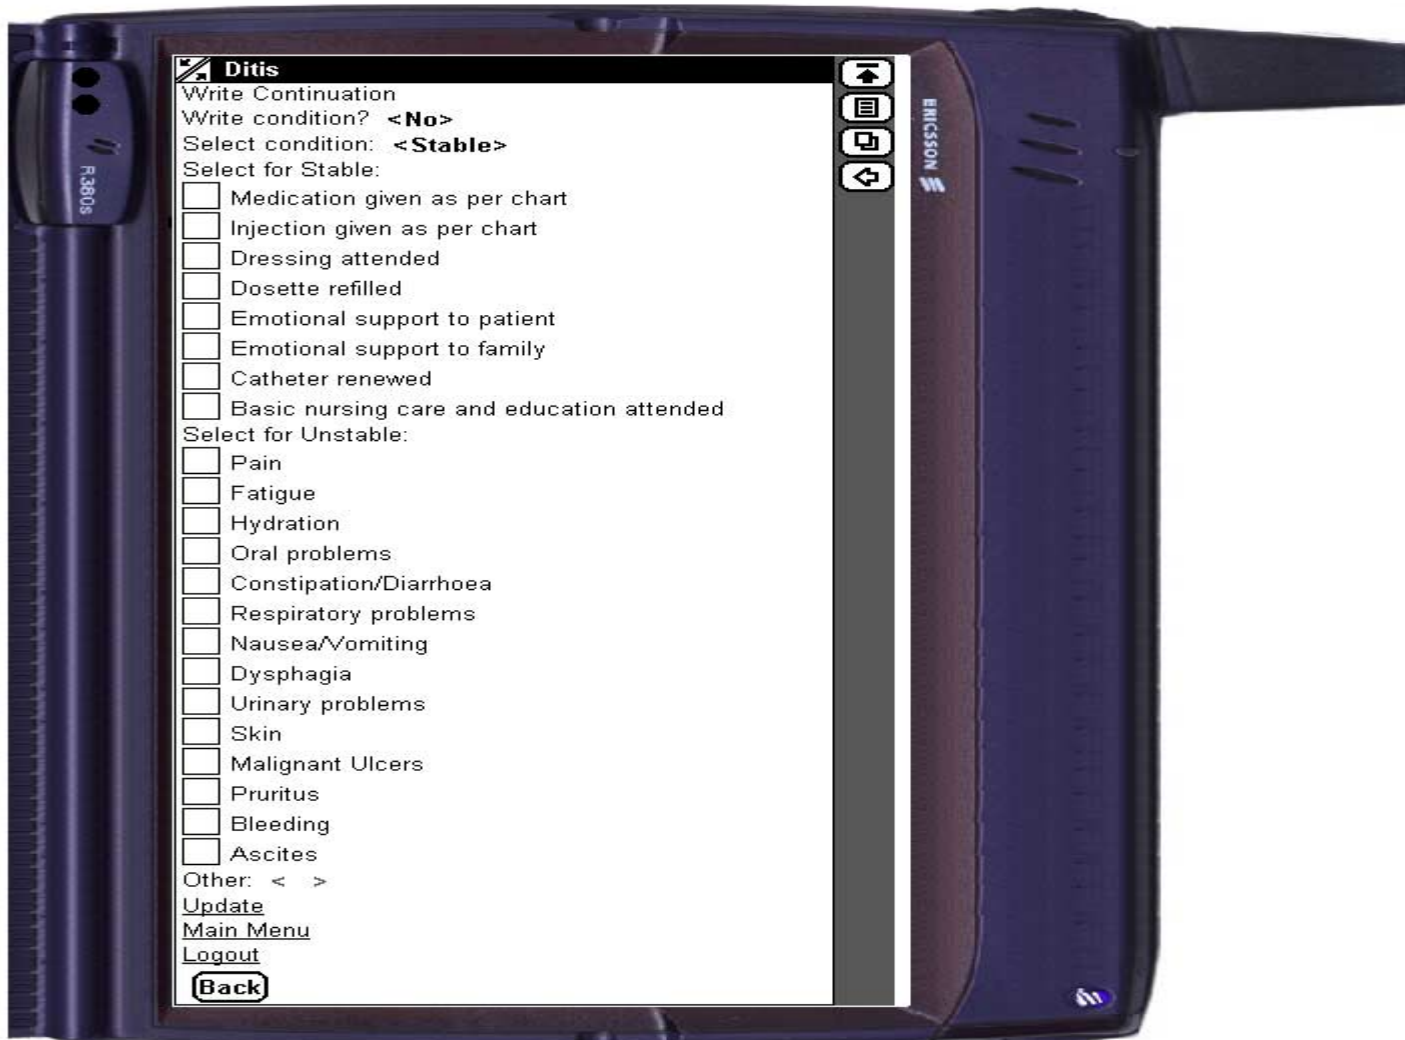 Ditis
Write Continuation
Write condition? <No>
Select condition: <Stable>
Select for Stable:
Medication given as per chart
Injection given as per chart
Dressing attended
Dosette refilled
Emotional support to patient
Emotional support to family
Catheter renewed
Basic nursing care and education attended
Select for Unstable:
Pain
Fatigue
Hydration
Oral problems
Constipation/Diarrhoea
Respiratory problems
Nausea/Vomiting
Dysphagia
Urinary problems
Skin
Malignant Ulcers
Pruritus
Bleeding
Ascites
Other: < >
Update
Main Menu
Logout
Back
R380s
ERICSSON